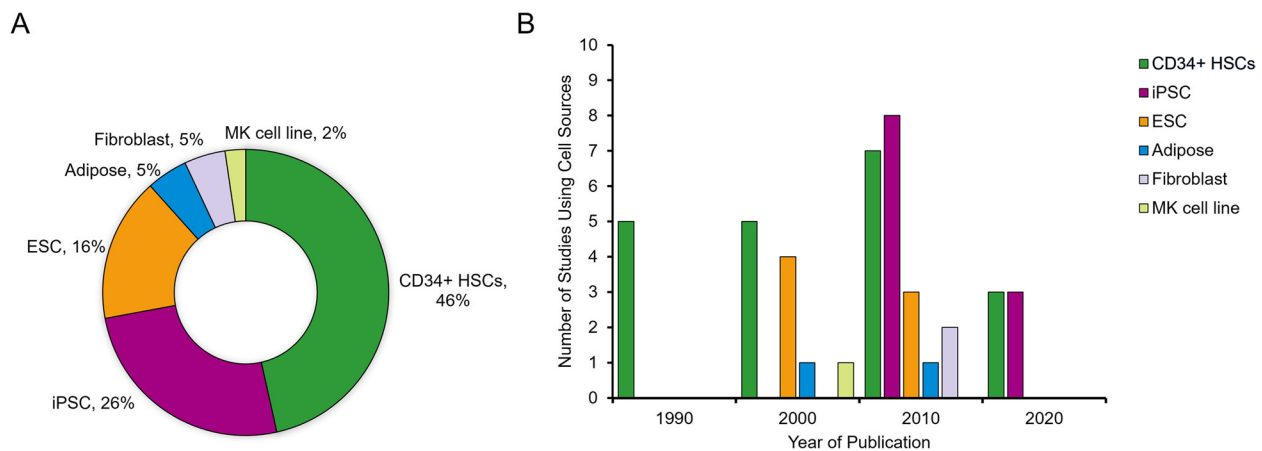 A
Fibroblast, 5%
MK cell line, 2%
Adipose, 5%
ESC, 16%
CD34+ HSCs,
46%
iPSC, 26%
B
Number of Studies Using Cell Sources
10
9
8
7
6
5
4
3
2
1
0
1990
2000
2010
2020
Year of Publication
CD34+ HSCs
iPSC
ESC
Adipose
Fibroblast
MK cell line